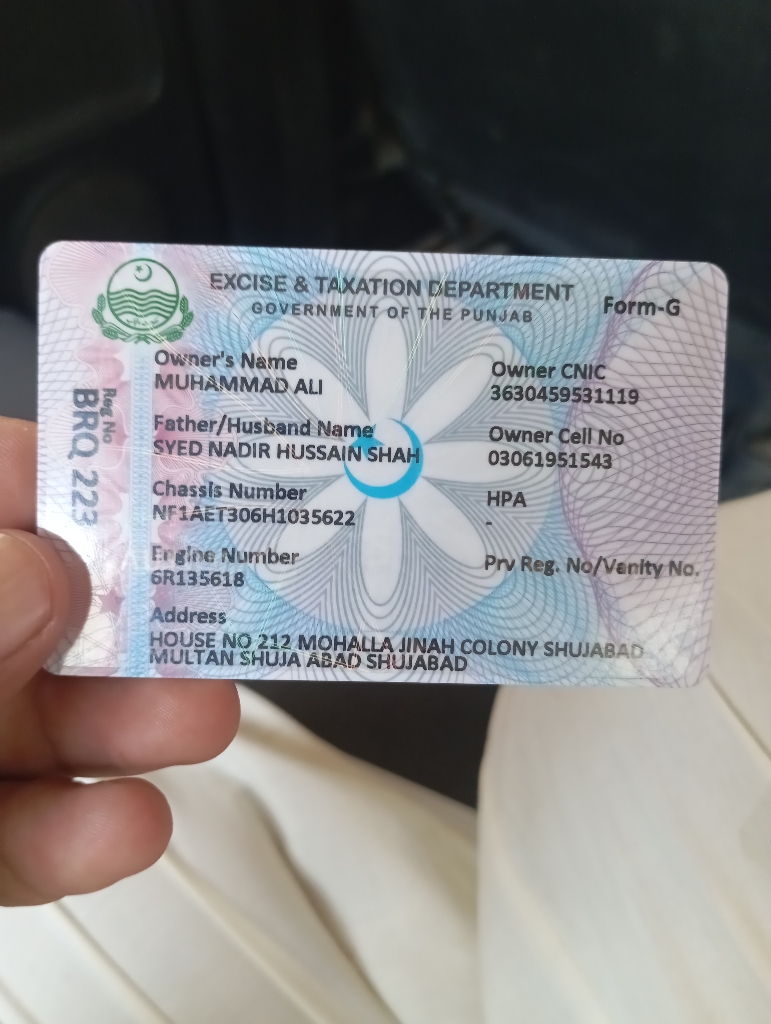 EXCISE & TAXATION DEPARTMENT
GOVERNMENT OF THE PUNJAB
Form-G
Reg No
BRQ 223
Owner's Name
MUHAMMAD ALI
Owner CNIC
3630459531119
Father/Husband Name
SYED NADIR HUSSAIN SHAH
Owner Cell No
03061951543
Chassis Number
NF1AET306H1035622
HPA
-
Engine Number
6R135618
Prv Reg. No/Vanity No.
Address
HOUSE NO 212 MOHALLA JINAH COLONY SHUJABAD
MULTAN SHUJA ABAD SHUJABAD